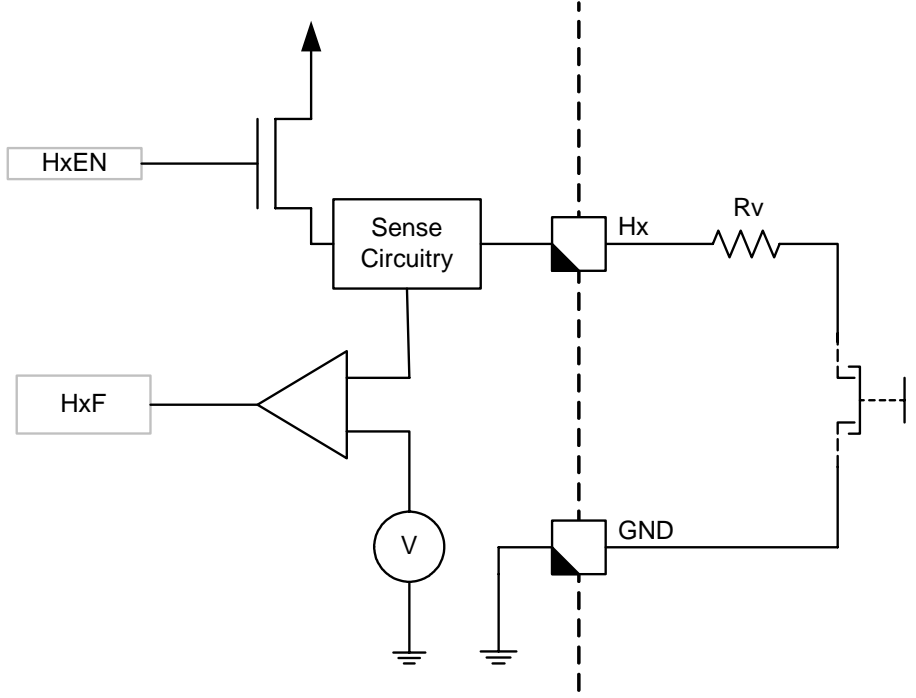 HxEN
Sense
Circuitry
Hx
Rv
HxF
V
GND